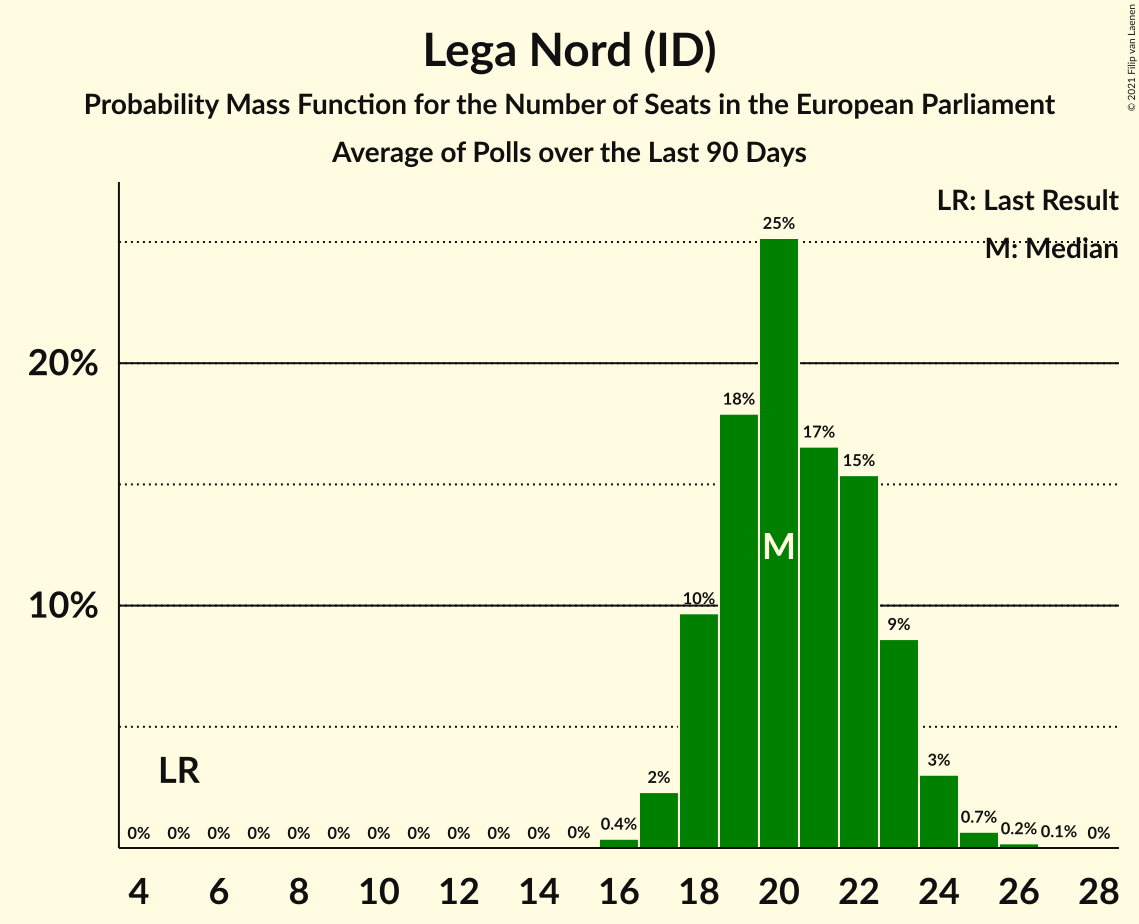 Lega Nord (ID)
Probability Mass Function for the Number of Seats in the European Parliament
Average of Polls over the Last 90 Days
© 2021 Filip van Laenen
LR: Last Result
M: Median
20%
10%
0% 0% 0% 0% 0% 0% 0% 0% 0% 0% 0% 0% 0.4% 2% 10% 18% 25% 17% 15% 9% 3% 0.7% 0.2% 0.1% 0%
LR
M
4 6 8 10 12 14 16 18 20 22 24 26 28